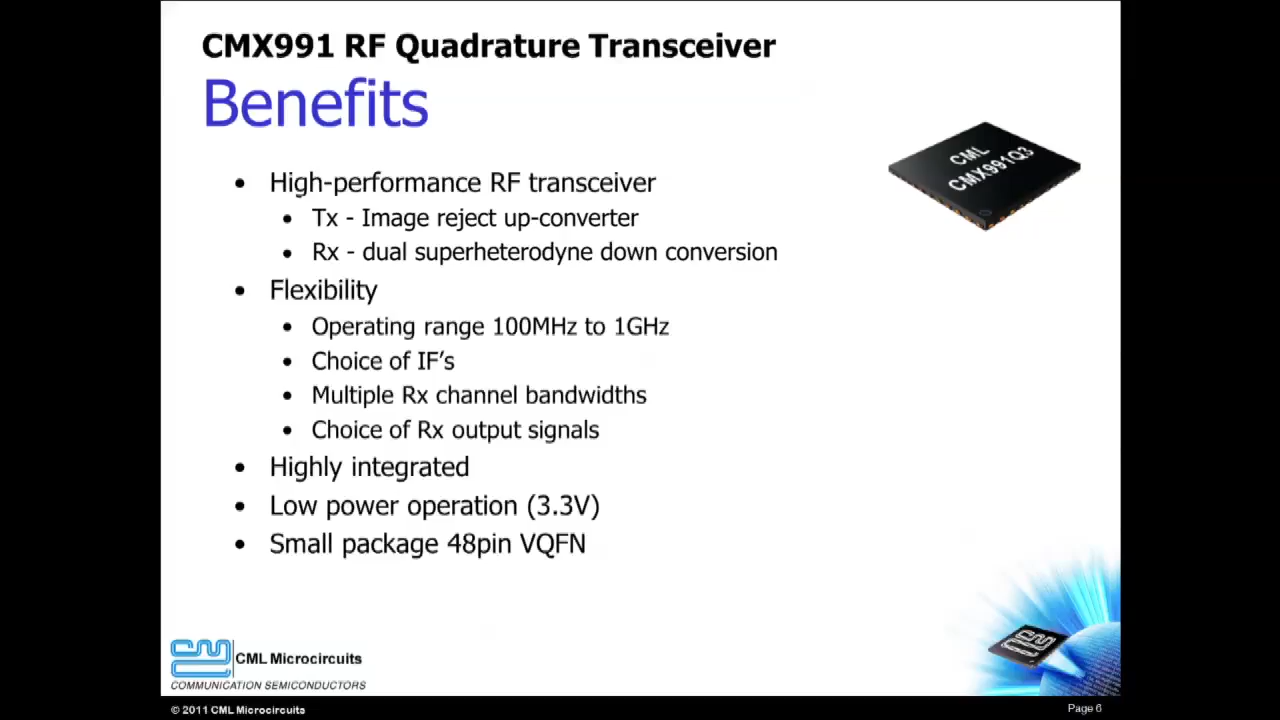 CMX991 RF Quadrature Transceiver
Benefits
CML
CMX991Q3
• High-performance RF transceiver
• Tx - Image reject up-converter
• Rx - dual superheterodyne down conversion
• Flexibility
• Operating range 100MHz to 1GHz
• Choice of IF’s
• Multiple Rx channel bandwidths
• Choice of Rx output signals
• Highly integrated
• Low power operation (3.3V)
• Small package 48pin VQFN
CML Microcircuits
COMMUNICATION SEMICONDUCTORS
© 2011 CML Microcircuits
Page 6